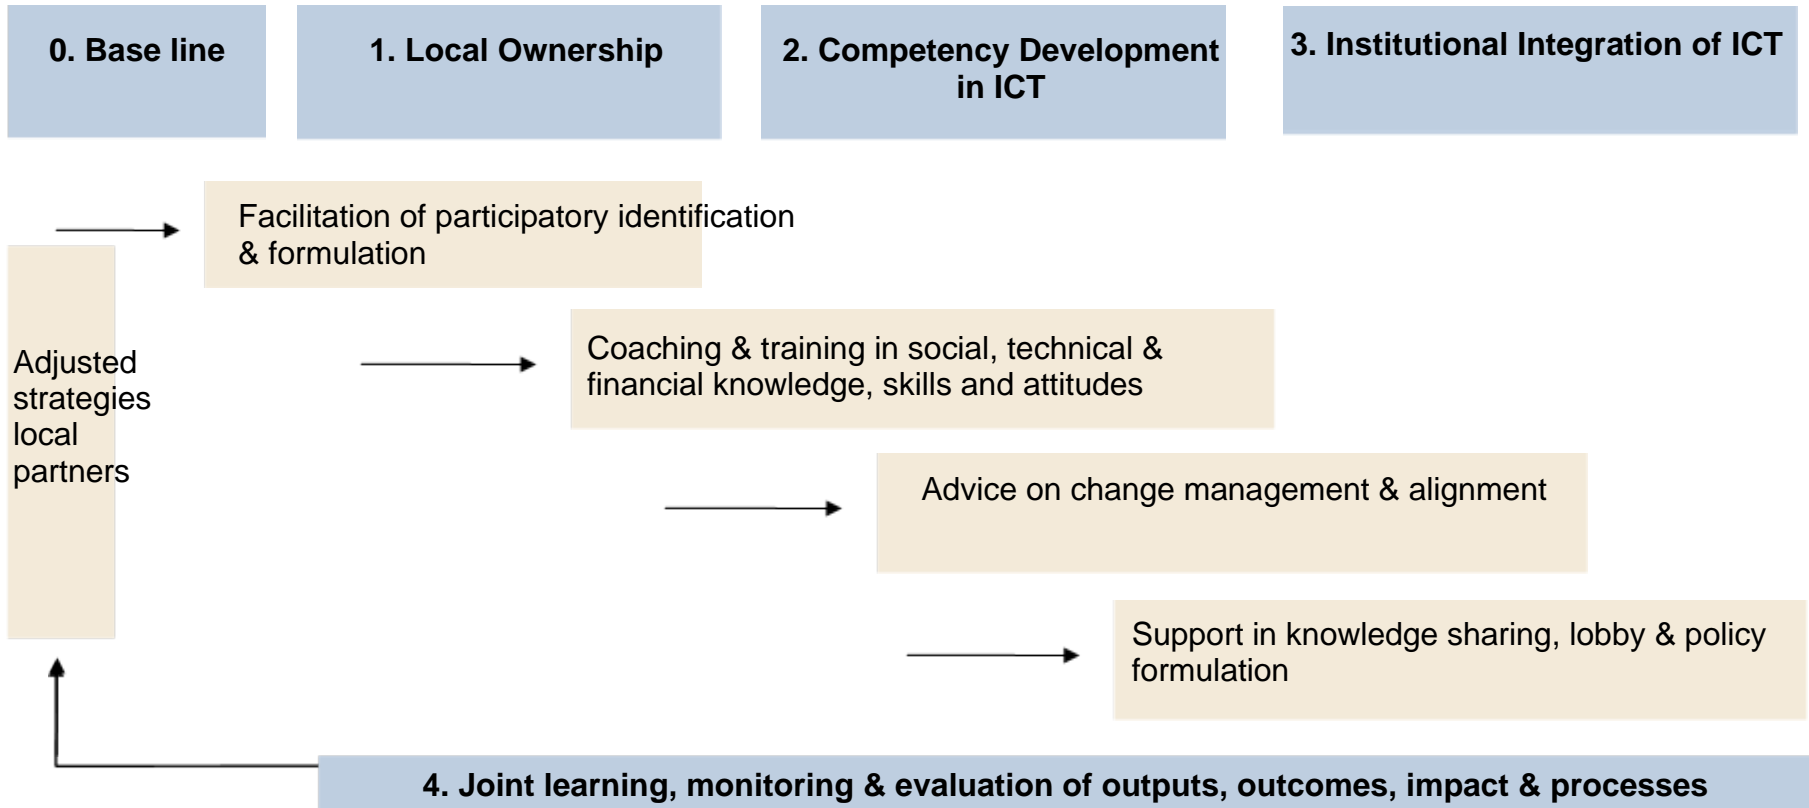 0. Base line
1. Local Ownership
2. Competency Development
in ICT
3. Institutional Integration of ICT
Facilitation of participatory identification
& formulation
Adjusted
strategies
local
partners
Coaching & training in social, technical &
financial knowledge, skills and attitudes
Advice on change management & alignment
Support in knowledge sharing, lobby & policy
formulation
4. Joint learning, monitoring & evaluation of outputs, outcomes, impact & processes